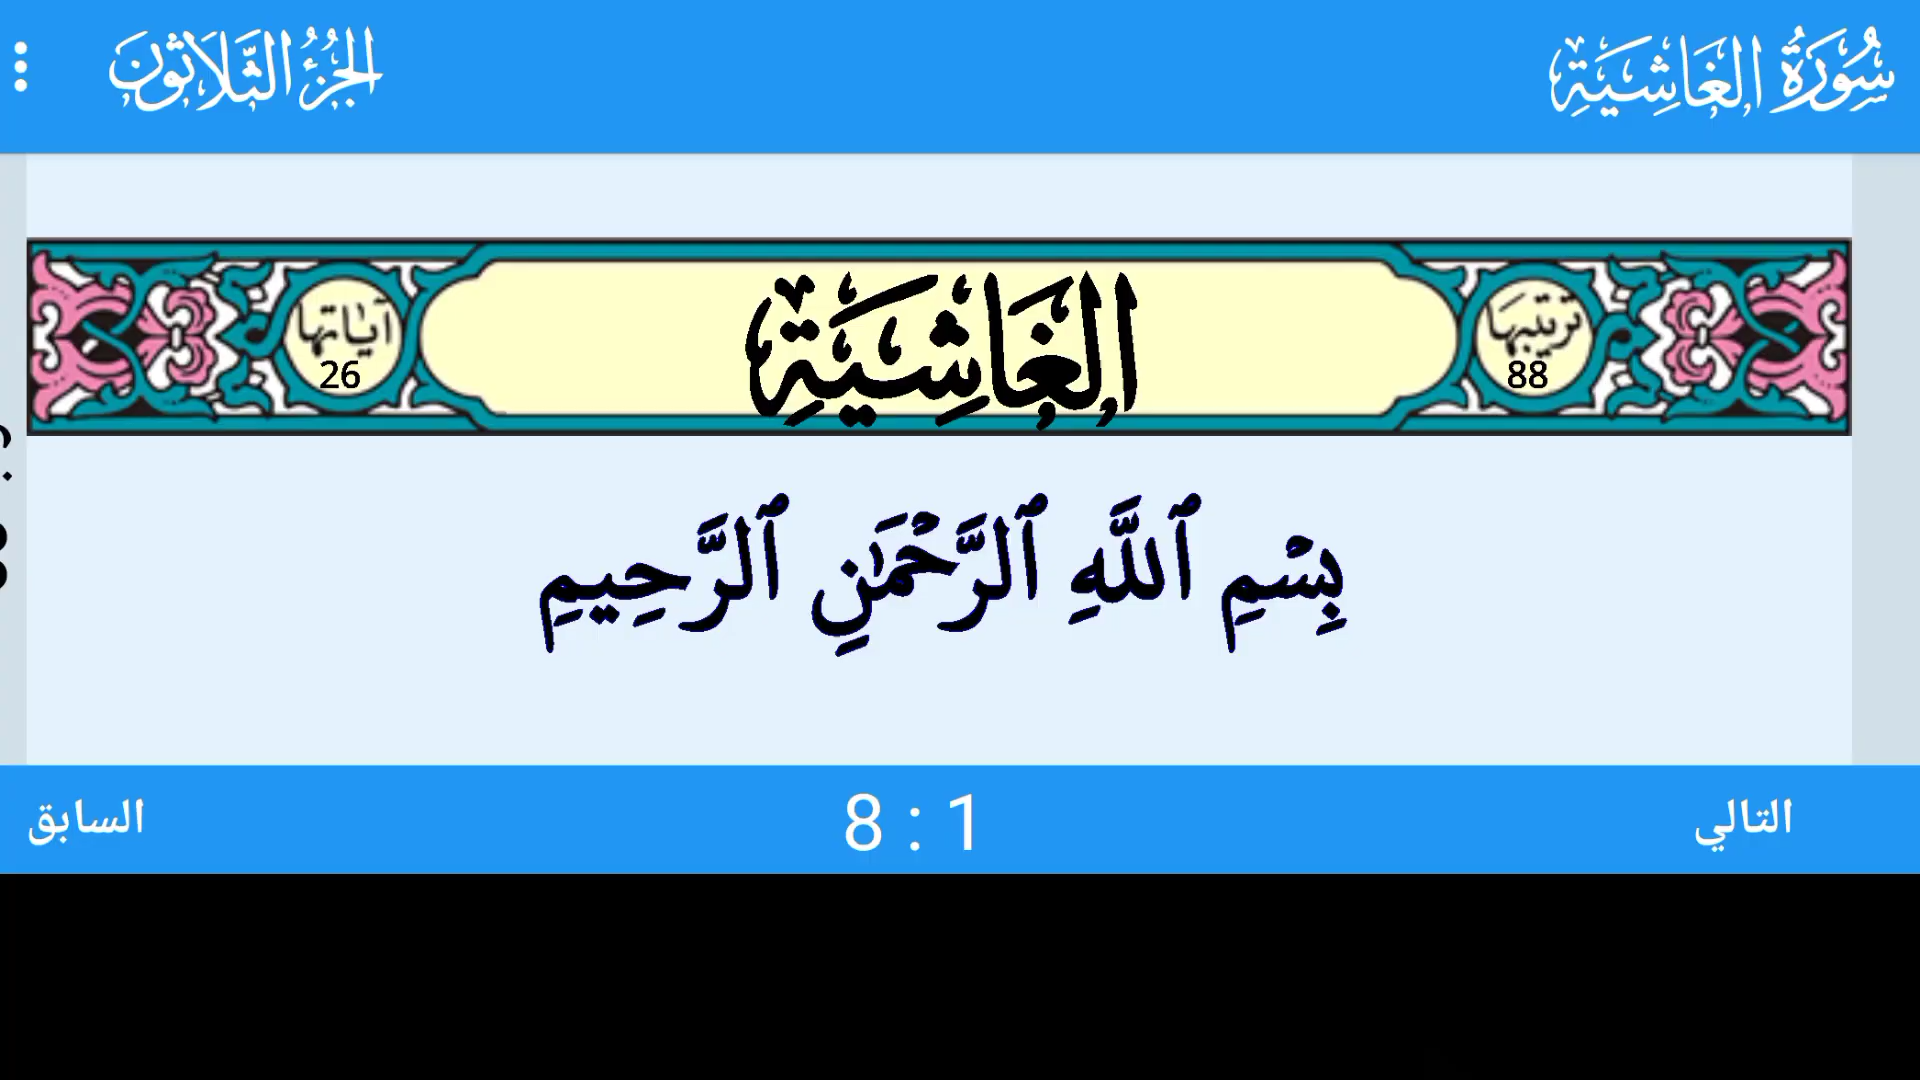 سُورَةُ الغَاشِيَةِ
الجُزْءُ الثَّلَاثُونَ
ترتيبها
88
الغَاشِيَةِ
آياتها
26
بِسْمِ ٱللَّهِ ٱلرَّحْمَٰنِ ٱلرَّحِيمِ
التالي
8 : 1
السابق